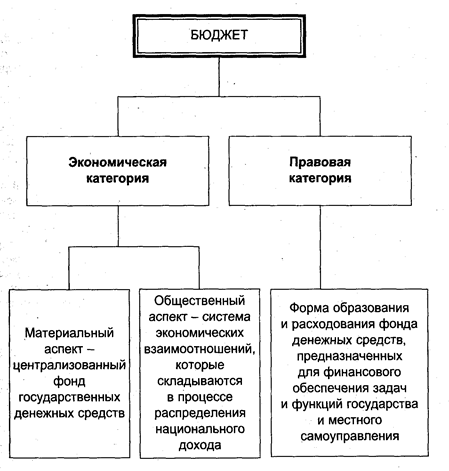 БЮДЖЕТ
Экономическая
категория
Правовая
категория
Материальный
аспект –
централизованный
фонд
государственных
денежных средств
Общественный
аспект – система
экономических
взаимоотношений,
которые
складываются
в процессе
распределения
национального
дохода
Форма образования
и расходования фонда
денежных средств,
предназначенных
для финансового
обеспечения задач
и функций государства
и местного
самоуправления